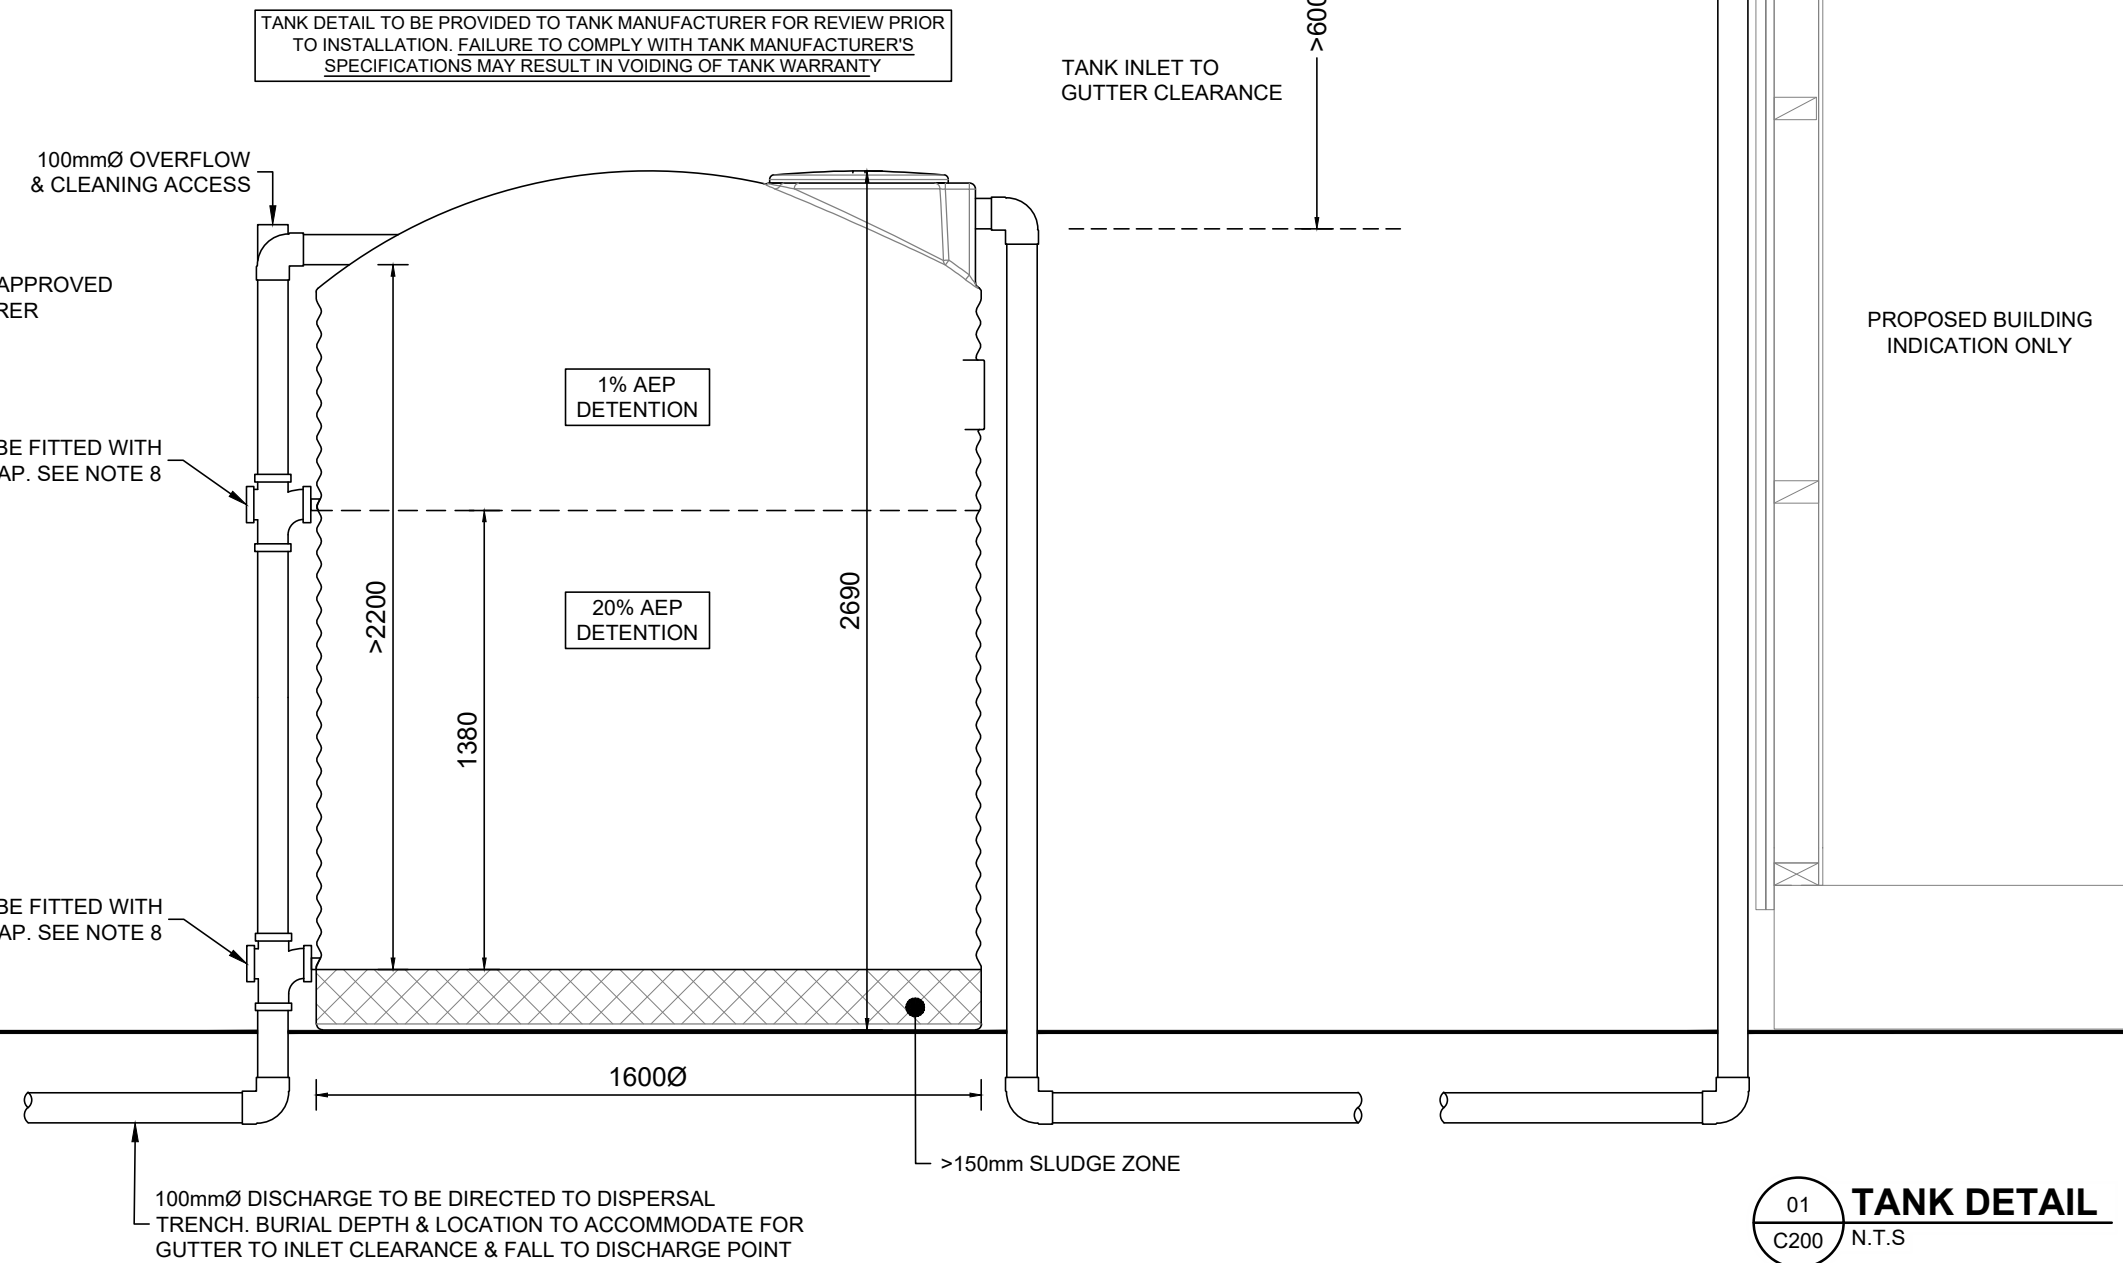 TANK DETAIL TO BE PROVIDED TO TANK MANUFACTURER FOR REVIEW PRIOR
TO INSTALLATION. FAILURE TO COMPLY WITH TANK MANUFACTURER'S
SPECIFICATIONS MAY RESULT IN VOIDING OF TANK WARRANTY
>600
TANK INLET TO
GUTTER CLEARANCE
100mmØ OVERFLOW
& CLEANING ACCESS
APPROVED
RER
PROPOSED BUILDING
INDICATION ONLY
1% AEP
DETENTION
BE FITTED WITH
AP. SEE NOTE 8
20% AEP
DETENTION
>2200
2690
1380
BE FITTED WITH
AP. SEE NOTE 8
1600Ø
>150mm SLUDGE ZONE
100mmØ DISCHARGE TO BE DIRECTED TO DISPERSAL
TRENCH. BURIAL DEPTH & LOCATION TO ACCOMMODATE FOR
GUTTER TO INLET CLEARANCE & FALL TO DISCHARGE POINT
01
C200
TANK DETAIL
N.T.S